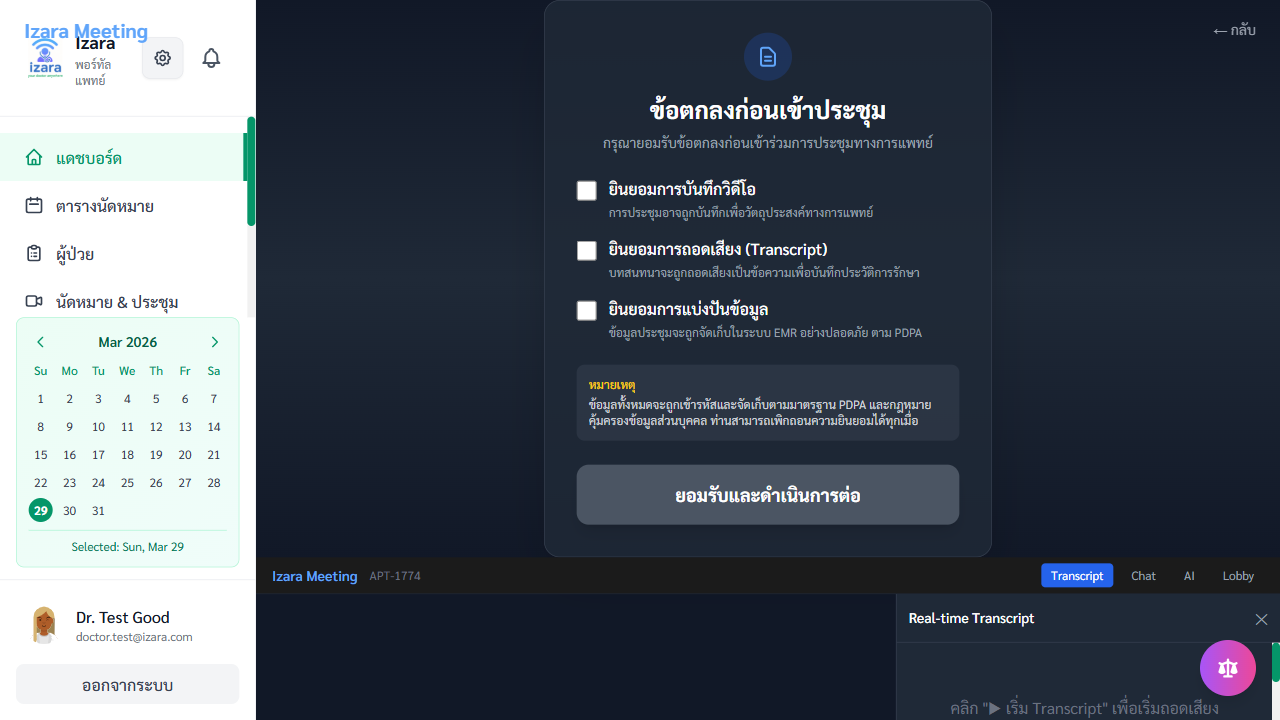 Izara Meeting
Izara
พอร์ทัล
แพทย์
izara
แดชบอร์ด
ตารางนัดหมาย
ผู้ป่วย
นัดหมาย & ประชุม
Mar 2026
Su Mo Tu We Th Fr Sa
1 2 3 4 5 6 7
8 9 10 11 12 13 14
15 16 17 18 19 20 21
22 23 24 25 26 27 28
29 30 31
Selected: Sun, Mar 29
Dr. Test Good
doctor.test@izara.com
ออกจากระบบ
← กลับ
ข้อตกลงก่อนเข้าประชุม
กรุณายอมรับข้อตกลงก่อนเข้าร่วมการประชุมทางการแพทย์
ยินยอมการบันทึกวิดีโอ
การประชุมอาจถูกบันทึกเพื่อวัตถุประสงค์ทางการแพทย์
ยินยอมการถอดเสียง (Transcript)
บทสนทนาจะถูกถอดเสียงเป็นข้อความเพื่อบันทึกประวัติการรักษา
ยินยอมการแบ่งปันข้อมูล
ข้อมูลประชุมจะถูกจัดเก็บในระบบ EMR อย่างปลอดภัย ตาม PDPA
หมายเหตุ
ข้อมูลทั้งหมดจะถูกเข้ารหัสและจัดเก็บตามมาตรฐาน PDPA และกฎหมาย
คุ้มครองข้อมูลส่วนบุคคล ท่านสามารถเพิกถอนความยินยอมได้ทุกเมื่อ
ยอมรับและดำเนินการต่อ
Izara Meeting APT-1774
Transcript Chat AI Lobby
Real-time Transcript
คลิก "▶ เริ่ม Transcript" เพื่อเริ่มถอดเสียง